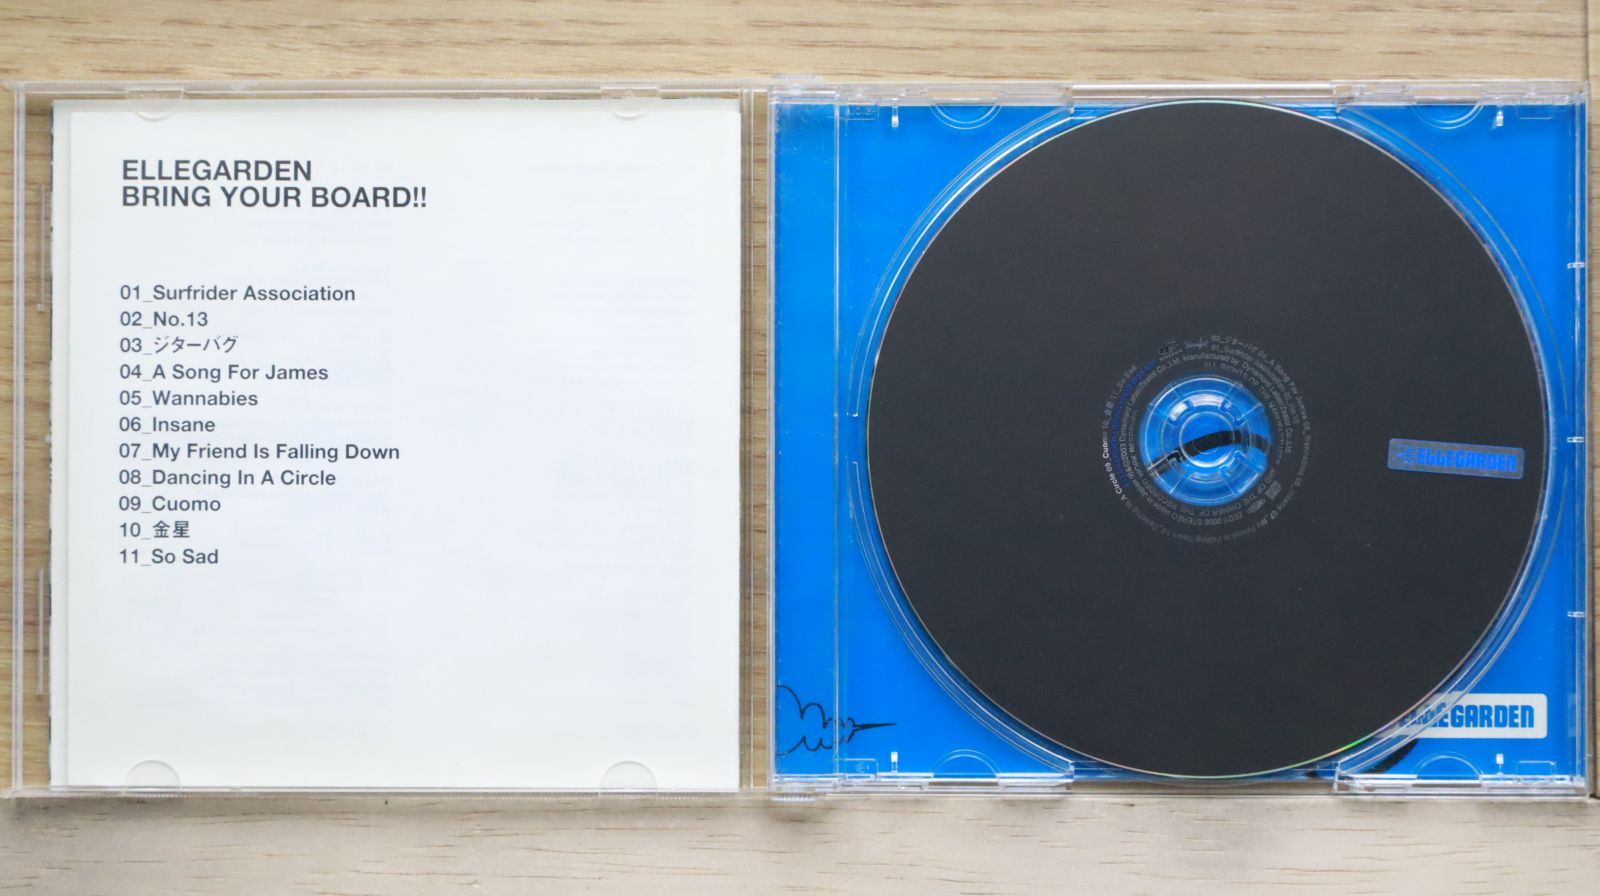 ELLEGARDEN
BRING YOUR BOARD!!
01_Surfrider Association
02_No.13
03_ジターバグ
04_A Song For James
05_Wannabies
06_Insane
07_My Friend Is Falling Down
08_Dancing In A Circle
09_Cuomo
10_金星
11_So Sad
ELLEGARDEN
ELLEGARDEN